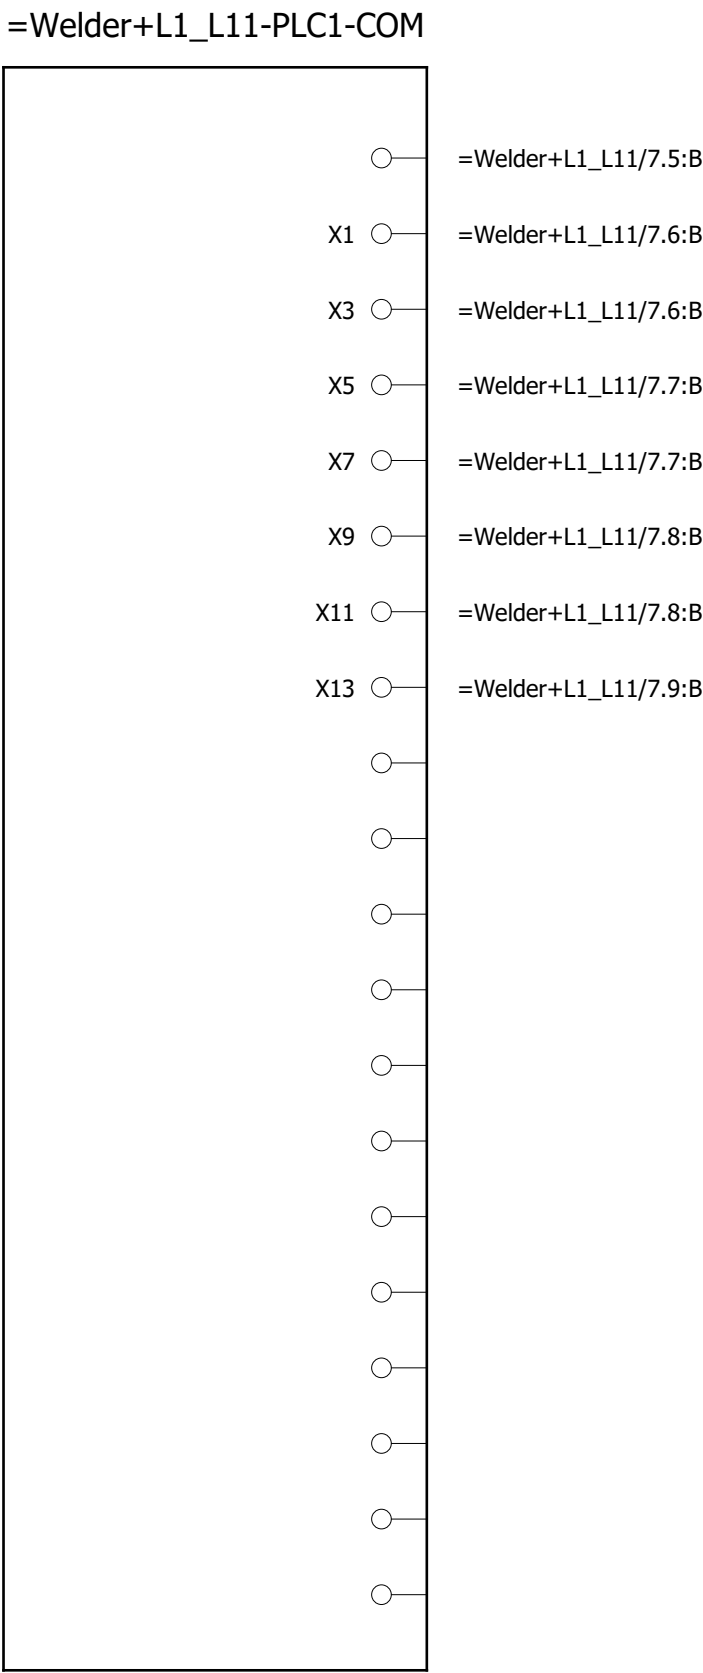 =Welder+L1_L11-PLC1-COM
=Welder+L1_L11/7.5:B
X1 =Welder+L1_L11/7.6:B
X3 =Welder+L1_L11/7.6:B
X5 =Welder+L1_L11/7.7:B
X7 =Welder+L1_L11/7.7:B
X9 =Welder+L1_L11/7.8:B
X11 =Welder+L1_L11/7.8:B
X13 =Welder+L1_L11/7.9:B